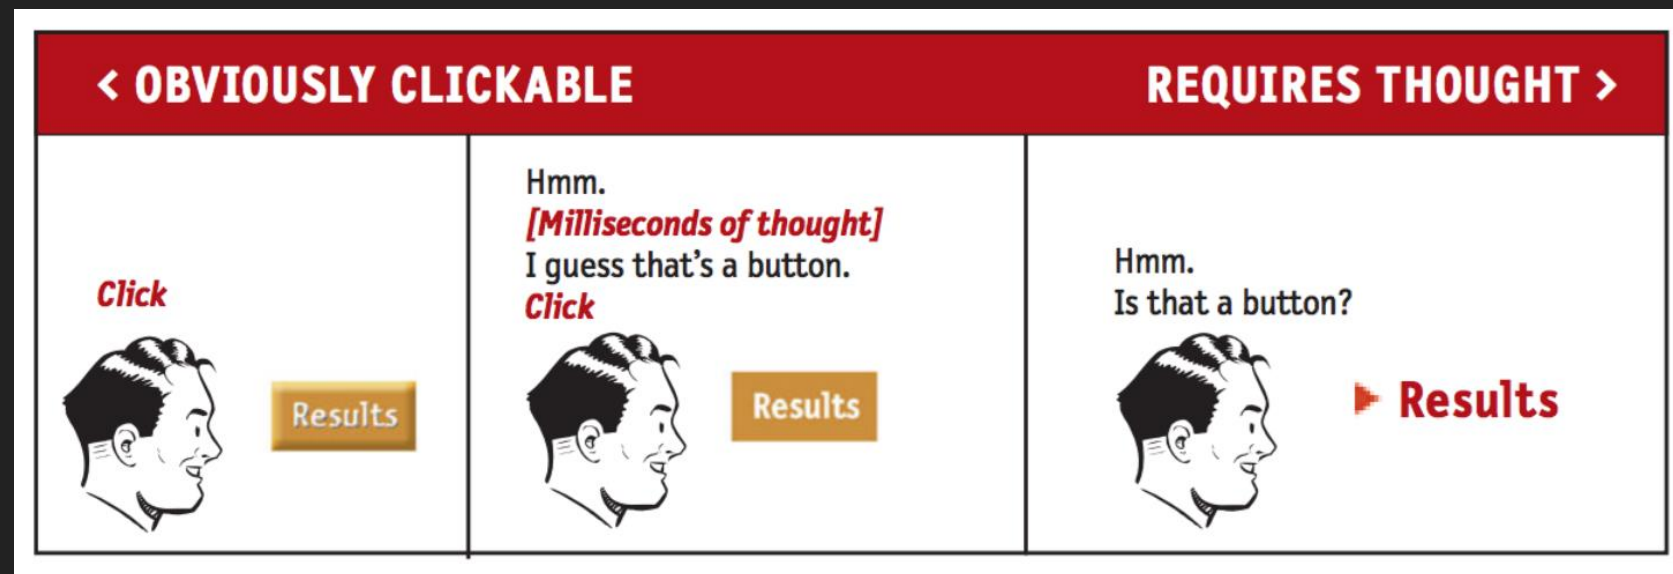 < OBVIOUSLY CLICKABLE
REQUIRES THOUGHT >
Click
Results
Hmm.
[Milliseconds of thought]
I guess that’s a button.
Click
Results
Hmm.
Is that a button?
Results